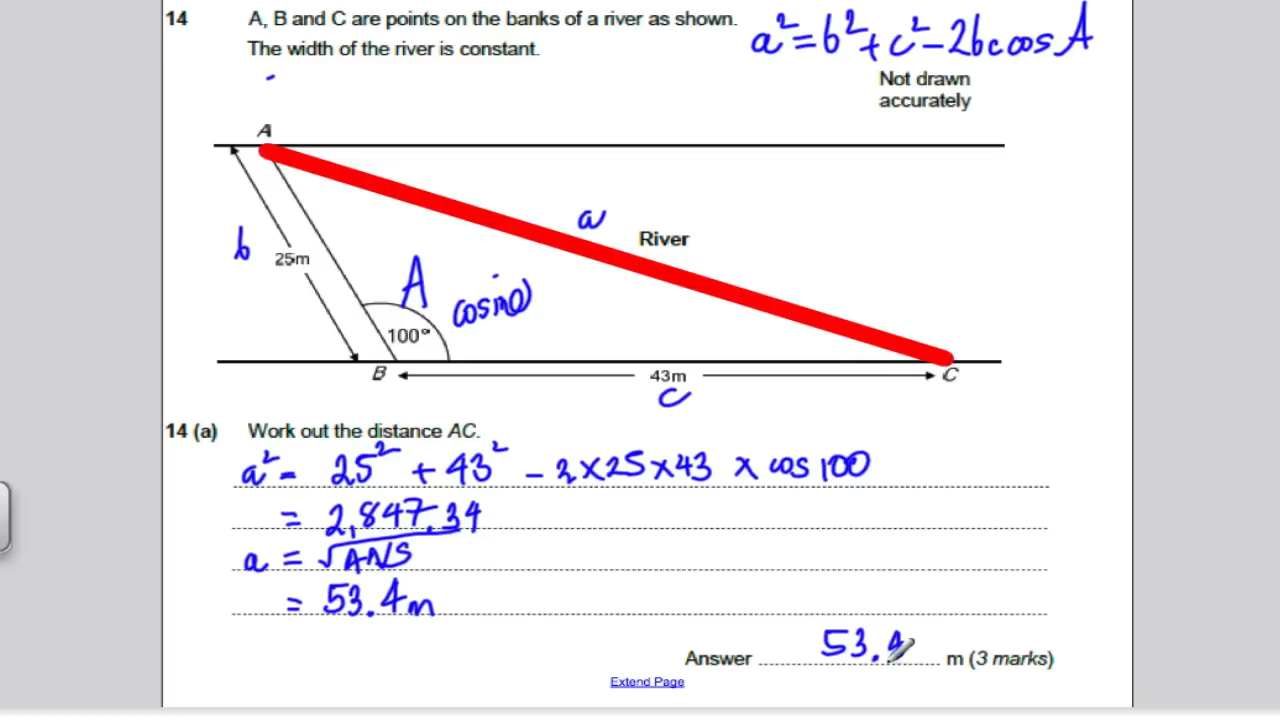 14 A, B and C are points on the banks of a river as shown.
The width of the river is constant.
a² = b² + c² - 2bc cos A
Not drawn
accurately
A
a
River
b
25m
A
cosine
100°
B
43m
C
c
14 (a) Work out the distance AC.
a² = 25² + 43² - 2 × 25 × 43 × cos 100
= 2,847.34
a = √ANS
= 53.4m
Answer 53.4 m (3 marks)
Extend Page